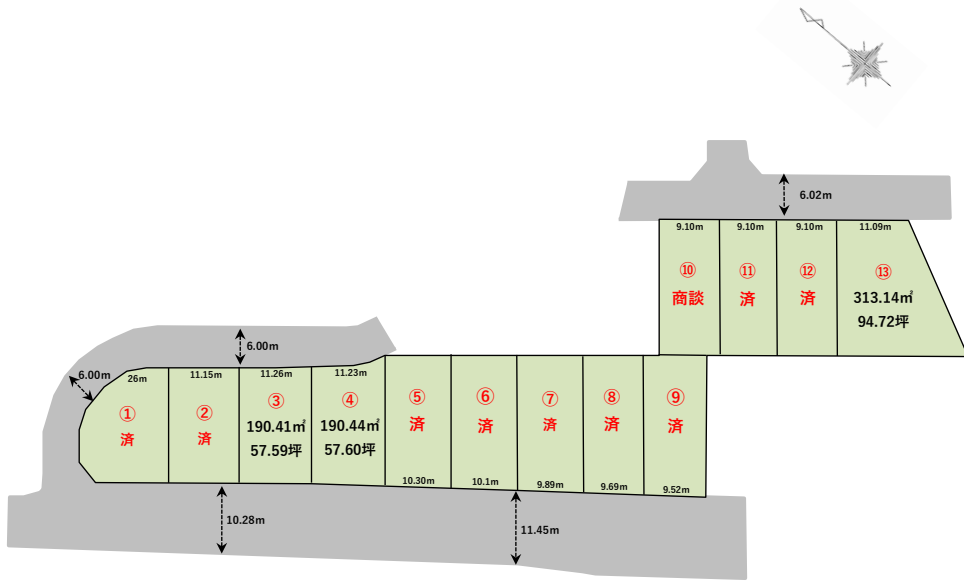 6.02m
9.10m
9.10m
9.10m
11.09m
⑩
商談
⑪
済
⑫
済
⑬
313.14㎡
94.72坪
6.00m
6.00m
26m
11.15m
11.26m
11.23m
①
済
②
済
③
190.41㎡
57.59坪
④
190.44㎡
57.60坪
⑤
済
⑥
済
⑦
済
⑧
済
⑨
済
10.30m
10.1m
9.89m
9.69m
9.52m
10.28m
11.45m